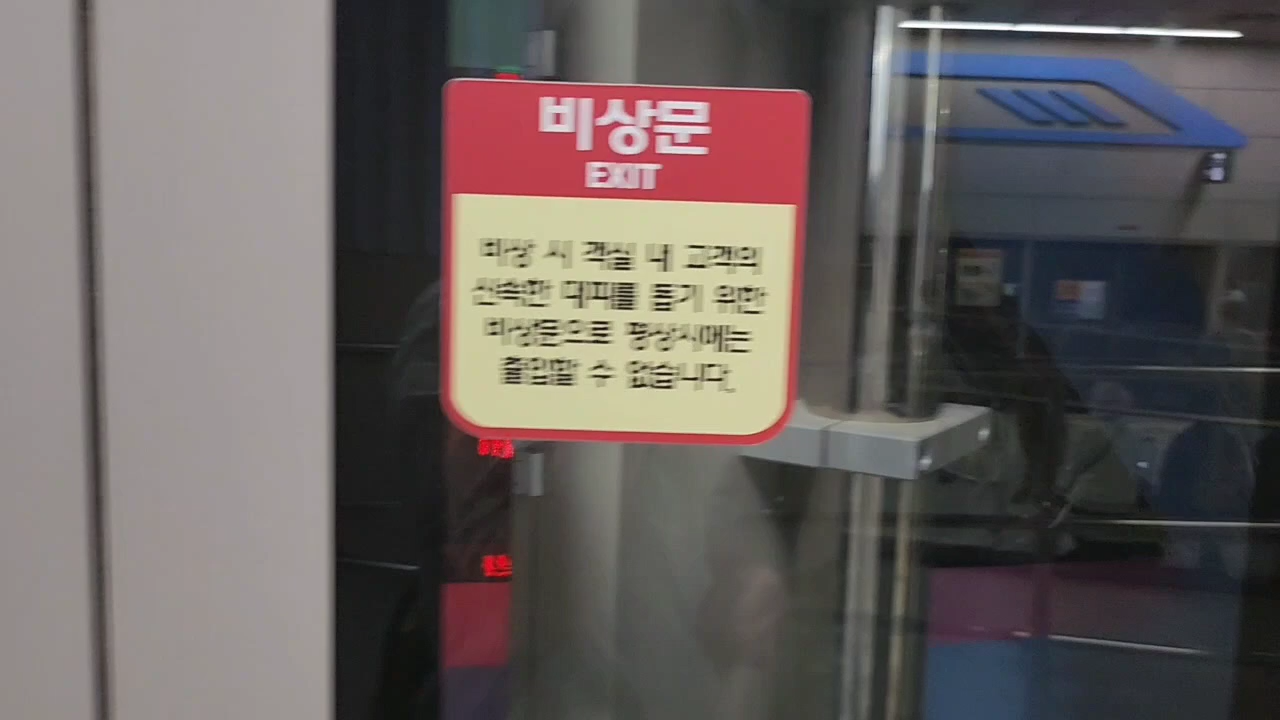 비상문
EXIT
비상 시 객실 내 고객의
신속한 대피를 돕기 위한
비상문으로 평상시에는
출입할 수 없습니다.